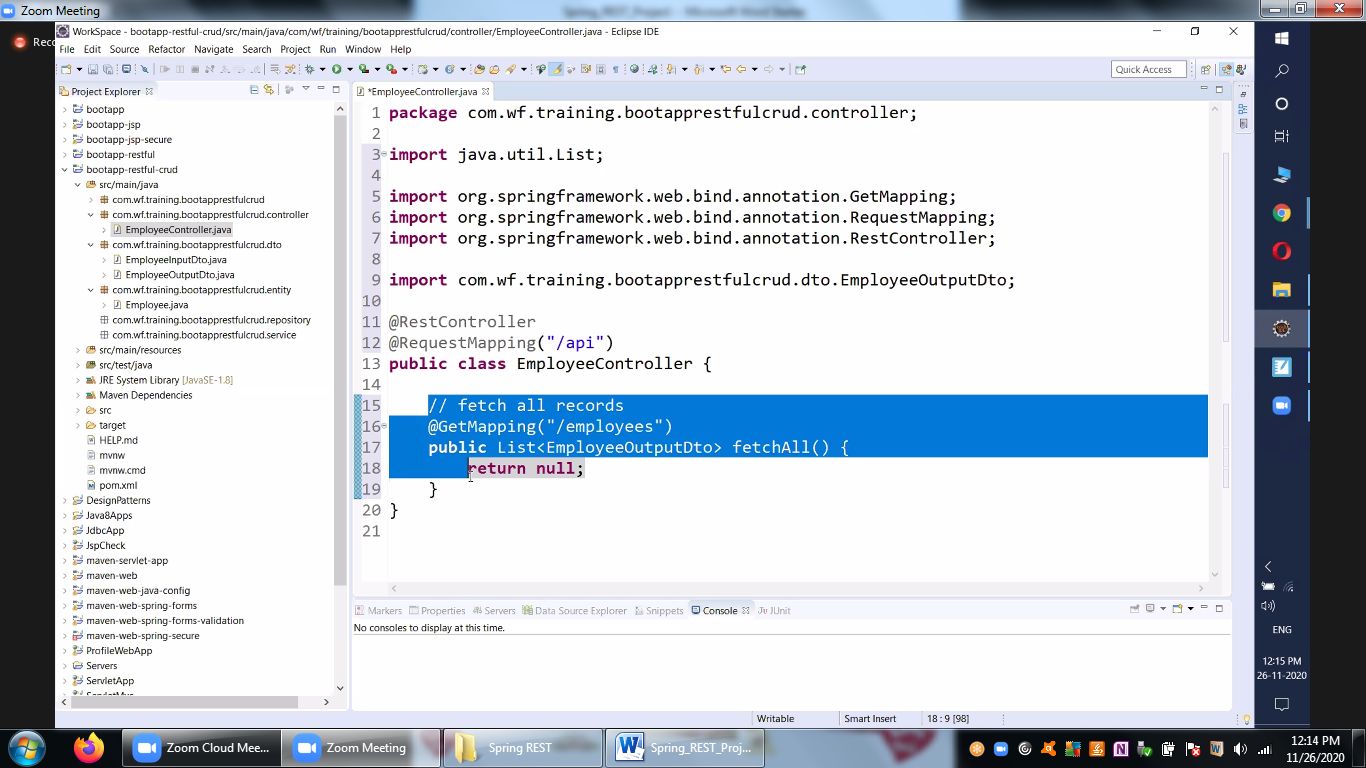 Zoom Meeting
Spring_REST_Project - Microsoft Word Starter
Reco
WorkSpace - bootapp-restful-crud/src/main/java/com/wf/training/bootapprestfulcrud/controller/EmployeeController.java - Eclipse IDE
File Edit Source Refactor Navigate Search Project Run Window Help
Quick Access
Project Explorer
bootapp
bootapp-jsp
bootapp-jsp-secure
bootapp-restful
bootapp-restful-crud
src/main/java
com.wf.training.bootapprestfulcrud
com.wf.training.bootapprestfulcrud.controller
EmployeeController.java
com.wf.training.bootapprestfulcrud.dto
EmployeeInputDto.java
EmployeeOutputDto.java
com.wf.training.bootapprestfulcrud.entity
Employee.java
com.wf.training.bootapprestfulcrud.repository
com.wf.training.bootapprestfulcrud.service
src/main/resources
src/test/java
JRE System Library [JavaSE-1.8]
Maven Dependencies
src
target
HELP.md
mvnw
mvnw.cmd
pom.xml
DesignPatterns
Java8Apps
JdbcApp
JspCheck
maven-servlet-app
maven-web
maven-web-java-config
maven-web-spring-forms
maven-web-spring-forms-validation
maven-web-spring-secure
ProfileWebApp
Servers
ServletApp
*EmployeeController.java
1 package com.wf.training.bootapprestfulcrud.controller;
2
3 import java.util.List;
4
5 import org.springframework.web.bind.annotation.GetMapping;
6 import org.springframework.web.bind.annotation.RequestMapping;
7 import org.springframework.web.bind.annotation.RestController;
8
9 import com.wf.training.bootapprestfulcrud.dto.EmployeeOutputDto;
10
11 @RestController
12 @RequestMapping("/api")
13 public class EmployeeController {
14
15 // fetch all records
16 @GetMapping("/employees")
17 public List<EmployeeOutputDto> fetchAll() {
18 return null;
19 }
20 }
21
Markers Properties Servers Data Source Explorer Snippets Console JUnit
No consoles to display at this time.
Writable Smart Insert 18 : 9 [98]
ENG
12:15 PM
26-11-2020
Zoom Cloud Mee... Zoom Meeting Spring REST Spring_REST_Proj...
12:14 PM
11/26/2020